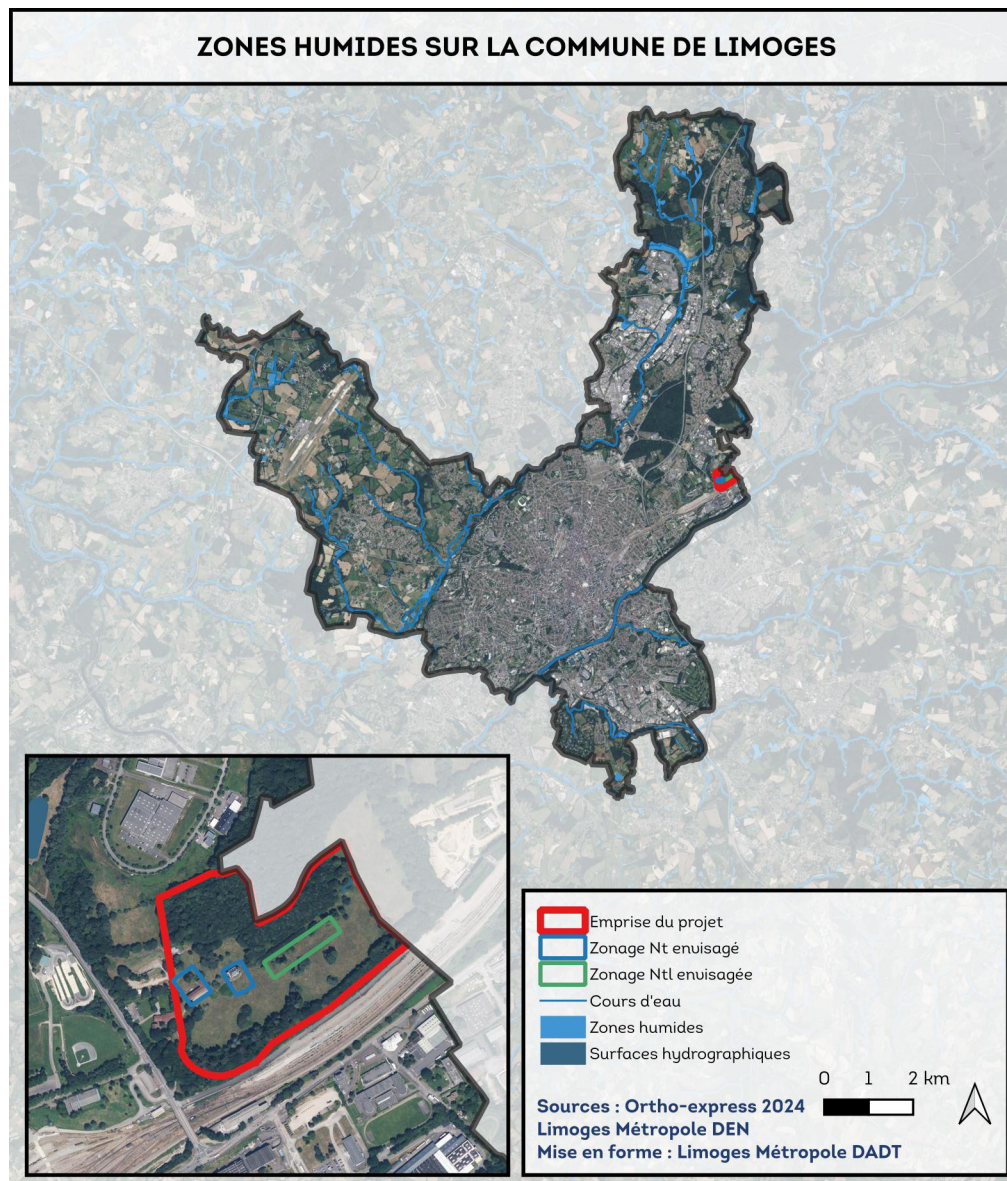 ZONES HUMIDES SUR LA COMMUNE DE LIMOGES
Emprise du projet
Zonage Nt envisagé
Zonage Ntl envisagée
Cours d'eau
Zones humides
Surfaces hydrographiques
0 1 2 km
Sources : Ortho-express 2024
Limoges Métropole DEN
Mise en forme : Limoges Métropole DADT